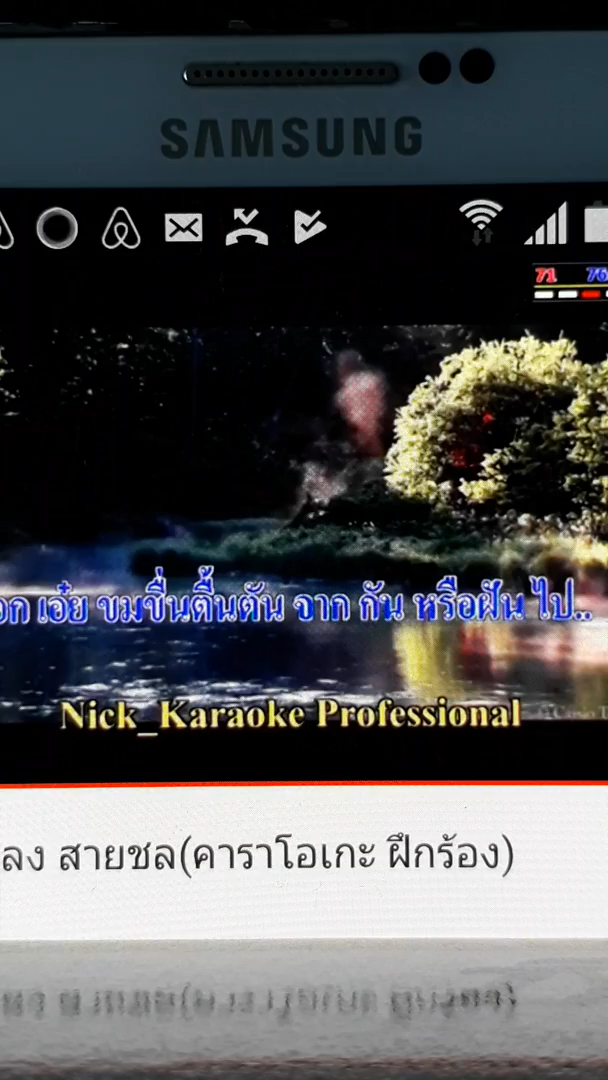 SAMSUNG
71 76
เอ๋ย ขมขื่นตื้นตัน จาก กัน หรือฝัน ไป..
Nick_Karaoke Professional
ลง สายชล(คาราโอเกะ ฝึกร้อง)